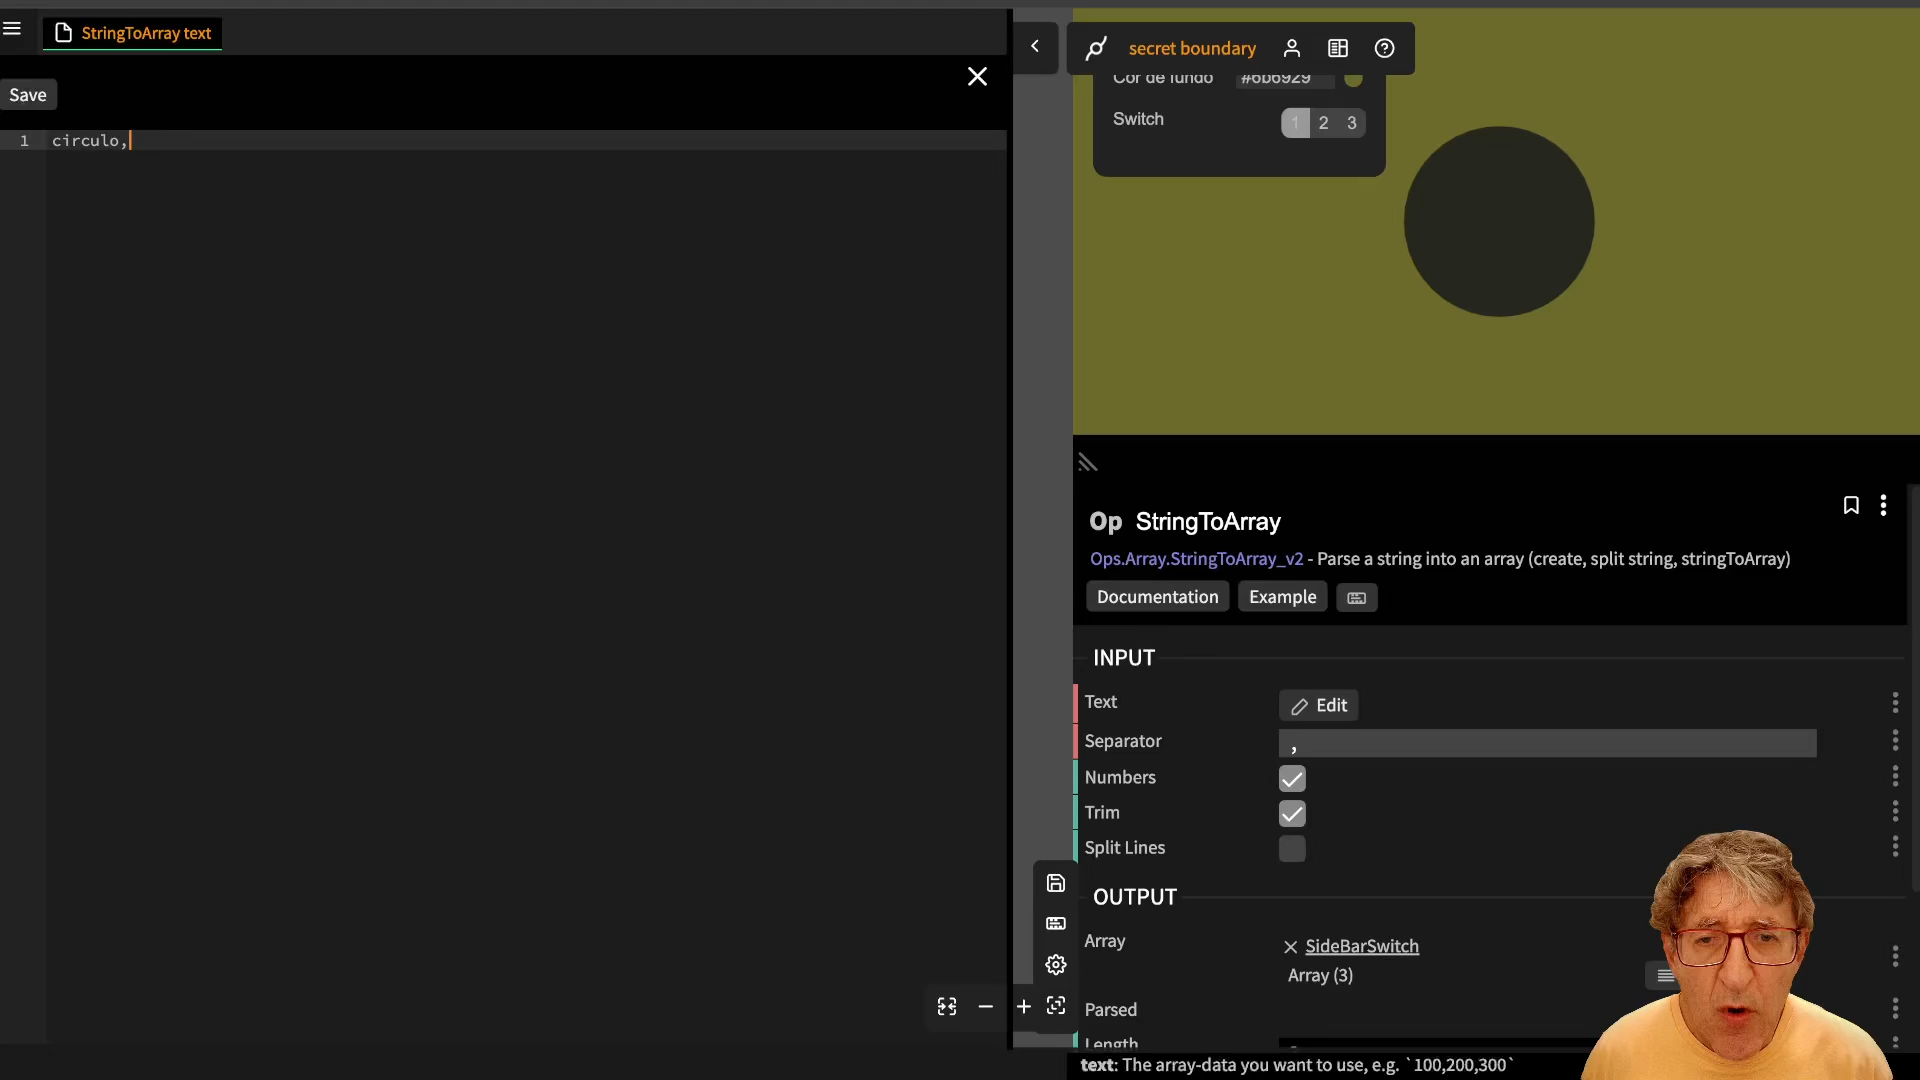 StringToArray text
secret boundary
Save
Cor de fundo #6b6929
Switch 1 2 3
1 circulo,
Op StringToArray
Ops.Array.StringToArray_v2 - Parse a string into an array (create, split string, stringToArray)
Documentation Example
INPUT
Text Edit
Separator ,
Numbers
Trim
Split Lines
OUTPUT
Array SideBarSwitch
Array (3)
Parsed
Length
text: The array-data you want to use, e.g. `100,200,300`